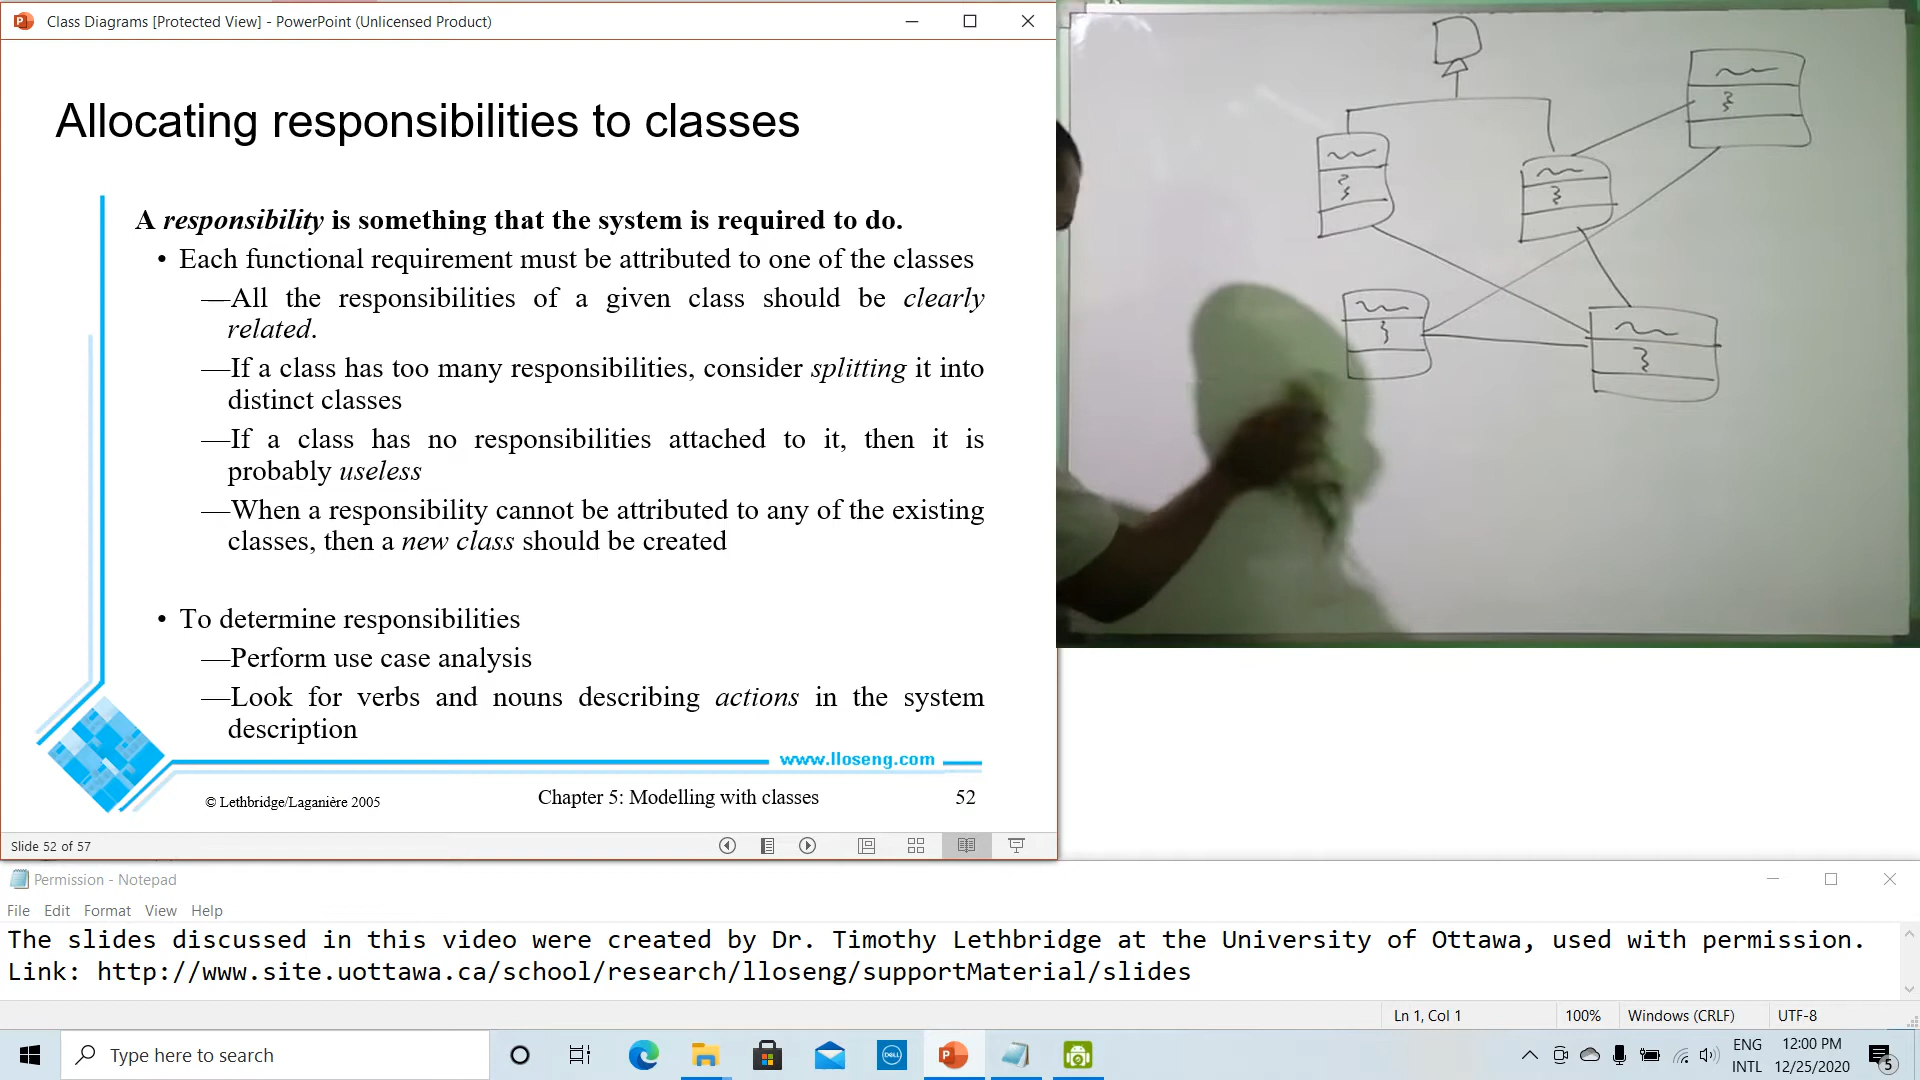 Class Diagrams [Protected View] - PowerPoint (Unlicensed Product)
Allocating responsibilities to classes
A responsibility is something that the system is required to do.
• Each functional requirement must be attributed to one of the classes
—All the responsibilities of a given class should be clearly
related.
—If a class has too many responsibilities, consider splitting it into
distinct classes
—If a class has no responsibilities attached to it, then it is
probably useless
—When a responsibility cannot be attributed to any of the existing
classes, then a new class should be created
• To determine responsibilities
—Perform use case analysis
—Look for verbs and nouns describing actions in the system
description
www.lloseng.com
© Lethbridge/Laganière 2005
Chapter 5: Modelling with classes
52
Slide 52 of 57
Permission - Notepad
File Edit Format View Help
The slides discussed in this video were created by Dr. Timothy Lethbridge at the University of Ottawa, used with permission.
Link: http://www.site.uottawa.ca/school/research/lloseng/supportMaterial/slides
Ln 1, Col 1
100%
Windows (CRLF)
UTF-8
Type here to search
DELL
ENG
INTL
12:00 PM
12/25/2020
5